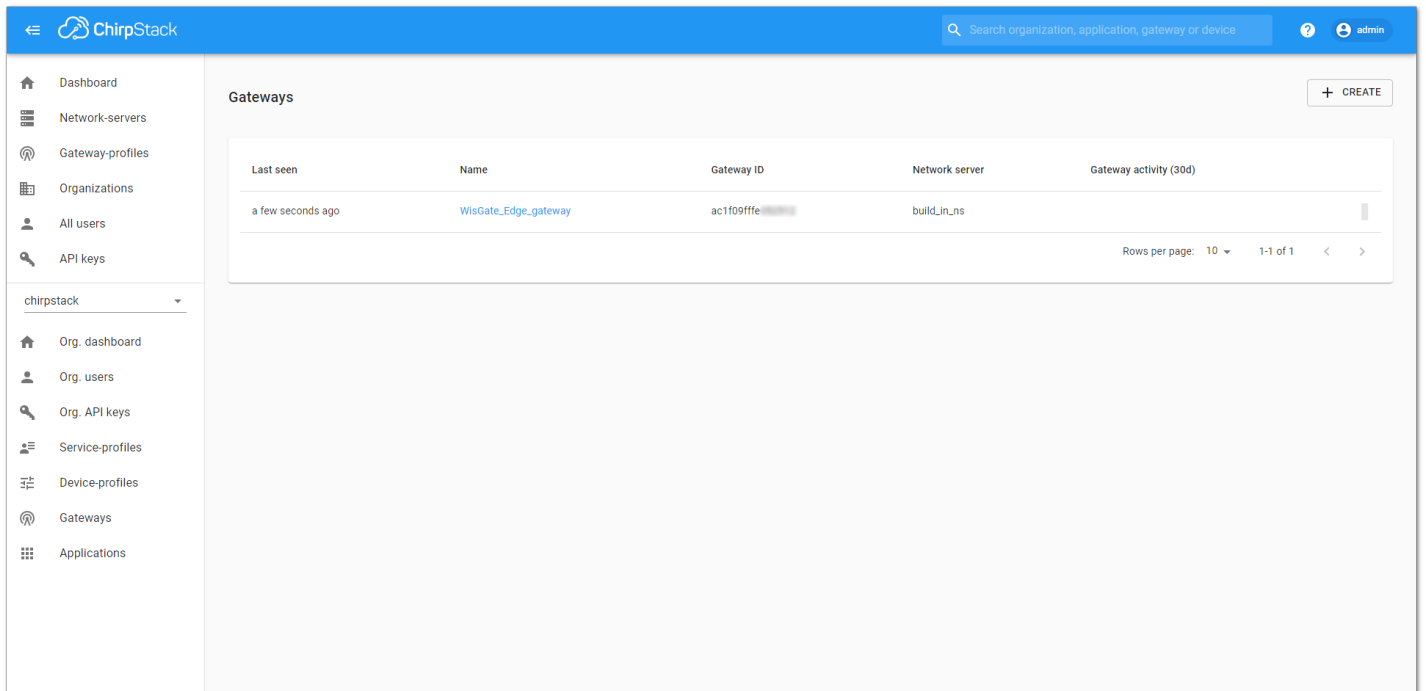 ChirpStack
Search organization, application, gateway or device
admin
Dashboard
Network-servers
Gateway-profiles
Organizations
All users
API keys
chirpstack
Org. dashboard
Org. users
Org. API keys
Service-profiles
Device-profiles
Gateways
Applications
Gateways
CREATE
Last seen Name Gateway ID Network server Gateway activity (30d)
a few seconds ago WisGate_Edge_gateway ac1f09fffe build_in_ns
Rows per page: 10 1-1 of 1